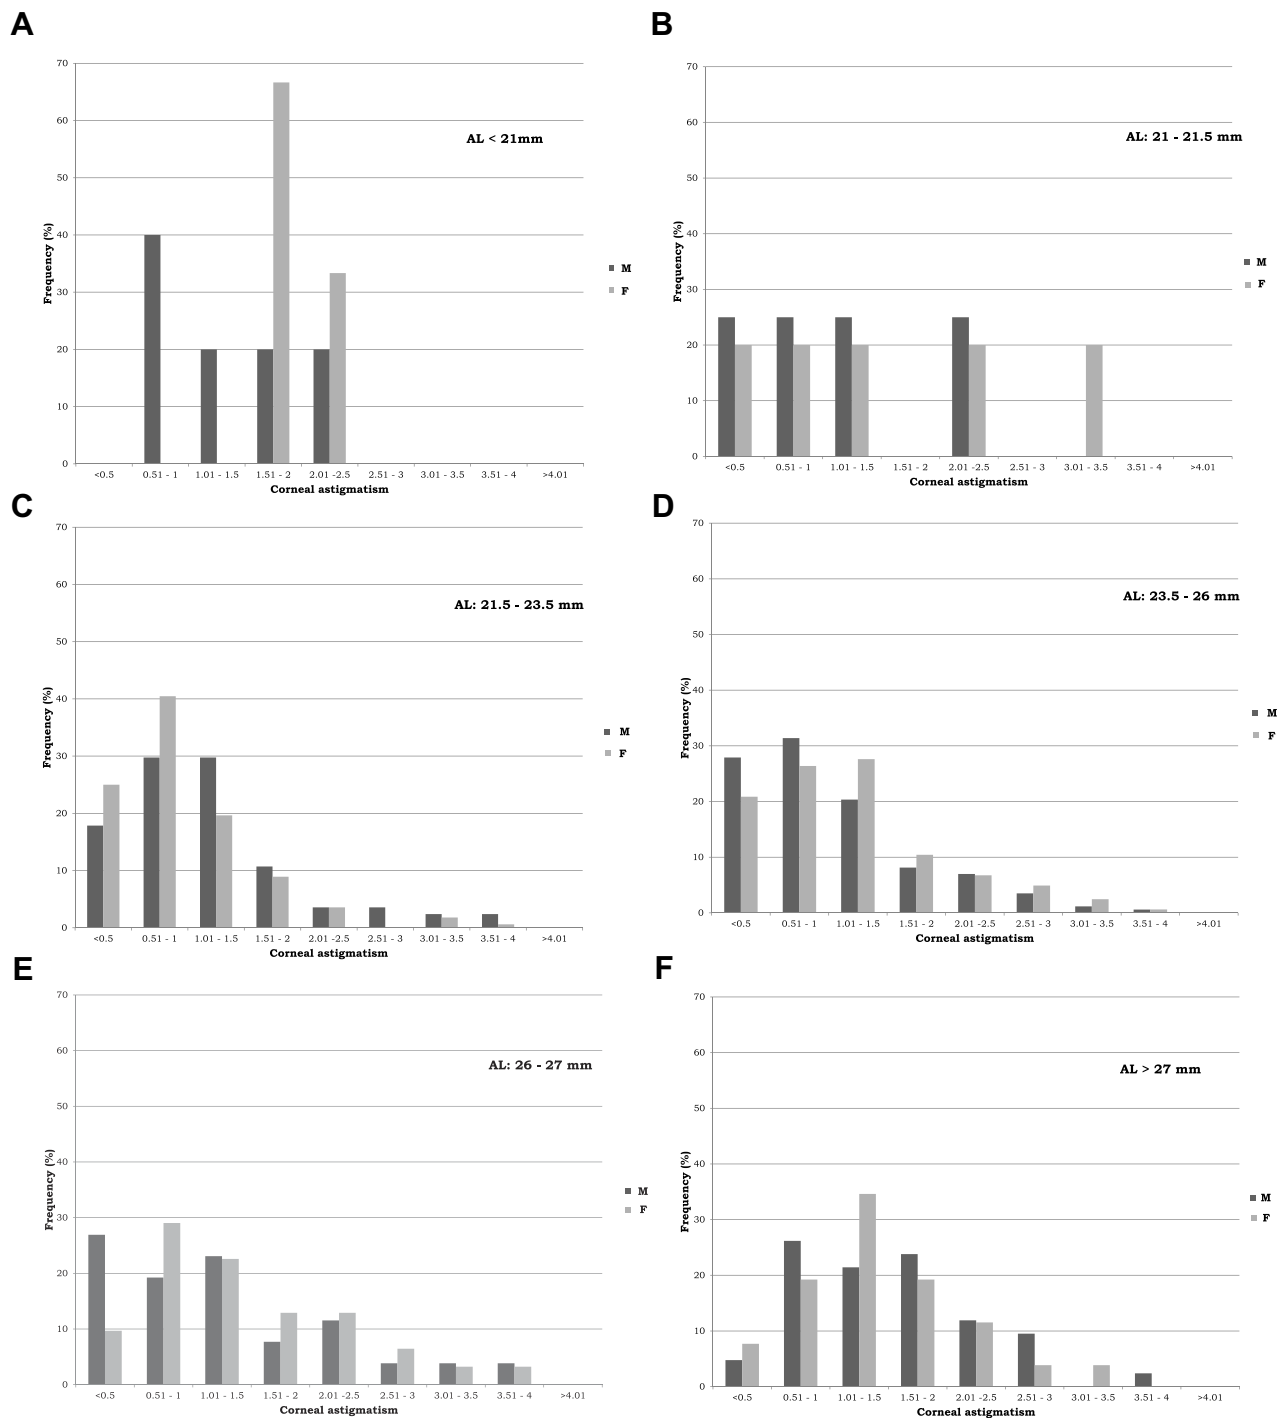 A
70
60
50
40
30
20
10
0
Frequency (%)
AL < 21mm
M
F
<0.5 0.51 - 1 1.01 - 1.5 1.51 - 2 2.01 -2.5 2.51 - 3 3.01 - 3.5 3.51 - 4 >4.01
Corneal astigmatism
B
70
60
50
40
30
20
10
0
Frequency (%)
AL: 21 - 21.5 mm
M
F
<0.5 0.51 - 1 1.01 - 1.5 1.51 - 2 2.01 -2.5 2.51 - 3 3.01 - 3.5 3.51 - 4 >4.01
Corneal astigmatism
C
70
60
50
40
30
20
10
0
Frequency (%)
AL: 21.5 - 23.5 mm
M
F
<0.5 0.51 - 1 1.01 - 1.5 1.51 - 2 2.01 -2.5 2.51 - 3 3.01 - 3.5 3.51 - 4 >4.01
Corneal astigmatism
D
70
60
50
40
30
20
10
0
Frequency (%)
AL: 23.5 - 26 mm
M
F
<0.5 0.51 - 1 1.01 - 1.5 1.51 - 2 2.01 -2.5 2.51 - 3 3.01 - 3.5 3.51 - 4 >4.01
Corneal astigmatism
E
70
60
50
40
30
20
10
0
Frequency (%)
AL: 26 - 27 mm
M
F
<0.5 0.51 - 1 1.01 - 1.5 1.51 - 2 2.01 -2.5 2.51 - 3 3.01 - 3.5 3.51 - 4 >4.01
Corneal astigmatism
F
70
60
50
40
30
20
10
0
Frequency (%)
AL > 27 mm
M
F
<0.5 0.51 - 1 1.01 - 1.5 1.51 - 2 2.01 -2.5 2.51 - 3 3.01 - 3.5 3.51 - 4 >4.01
Corneal astigmatism